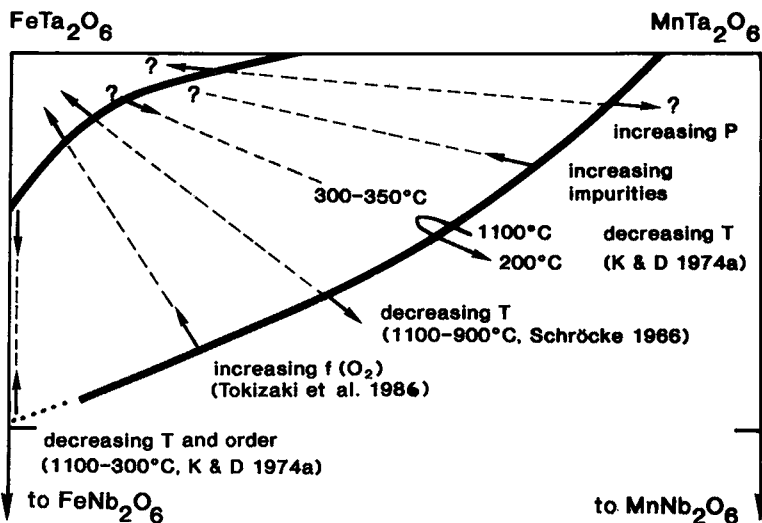 FeTa2O6
MnTa2O6
?
?
?
?
increasing P
increasing
impurities
300–350°C
1100°C
decreasing T
200°C
(K & D 1974a)
decreasing T
(1100–900°C, Schröcke 1966)
increasing f (O2)
(Tokizaki et al. 1986)
decreasing T and order
(1100–300°C, K & D 1974a)
to FeNb2O6
to MnNb2O6